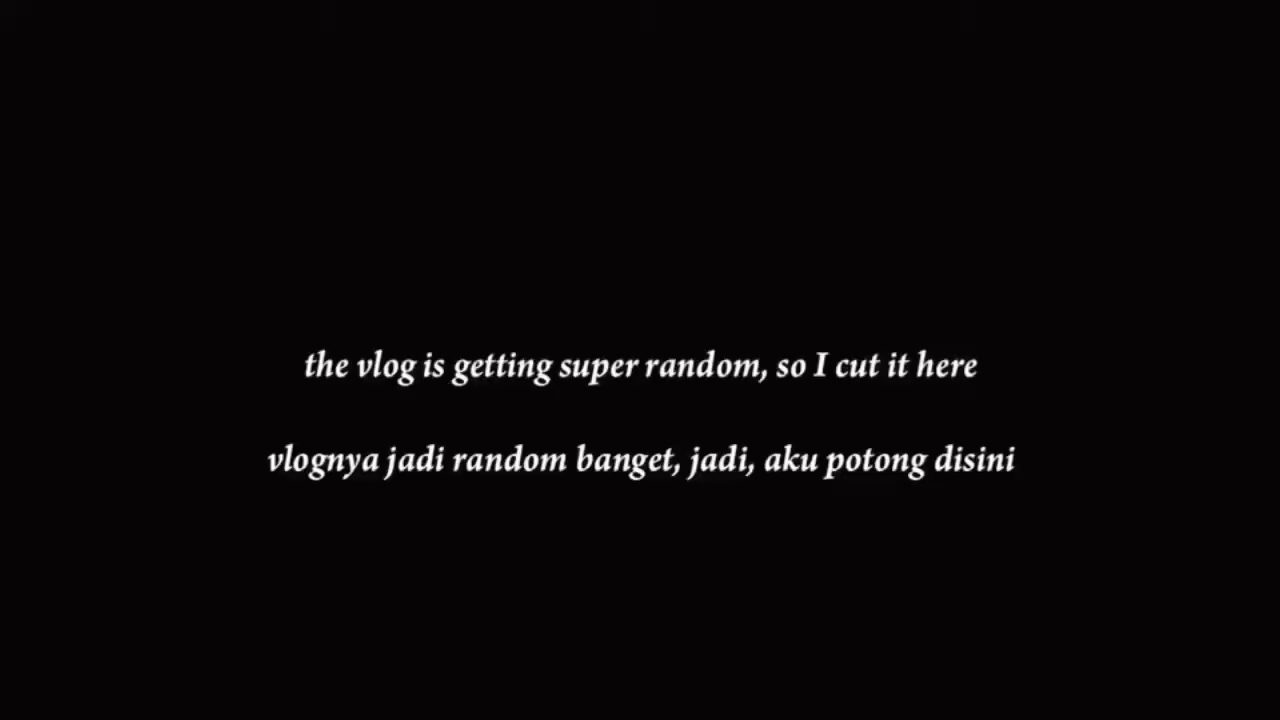 the vlog is getting super random, so I cut it here
vlognya jadi random banget, jadi, aku potong disini